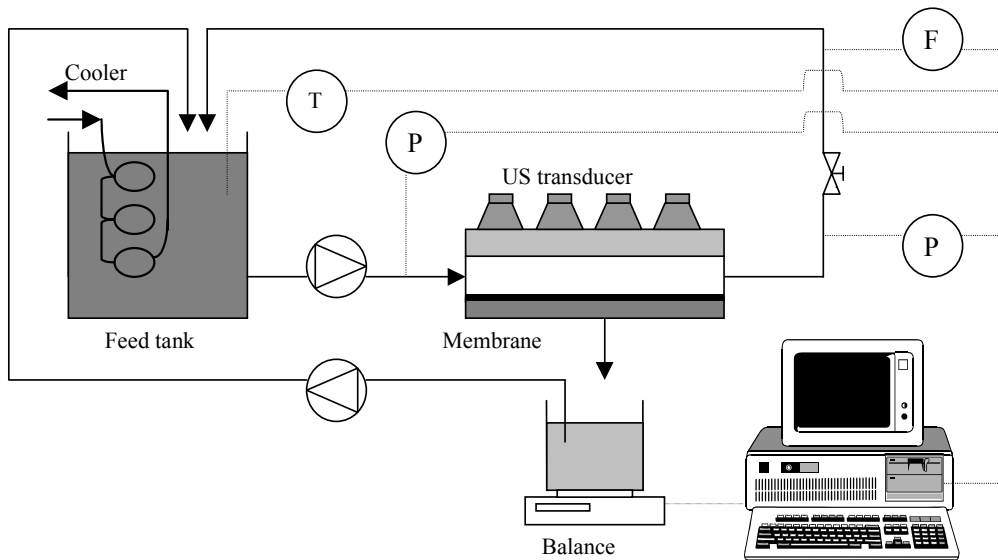 F
Cooler
T
P
US transducer
P
Feed tank
Membrane
Balance